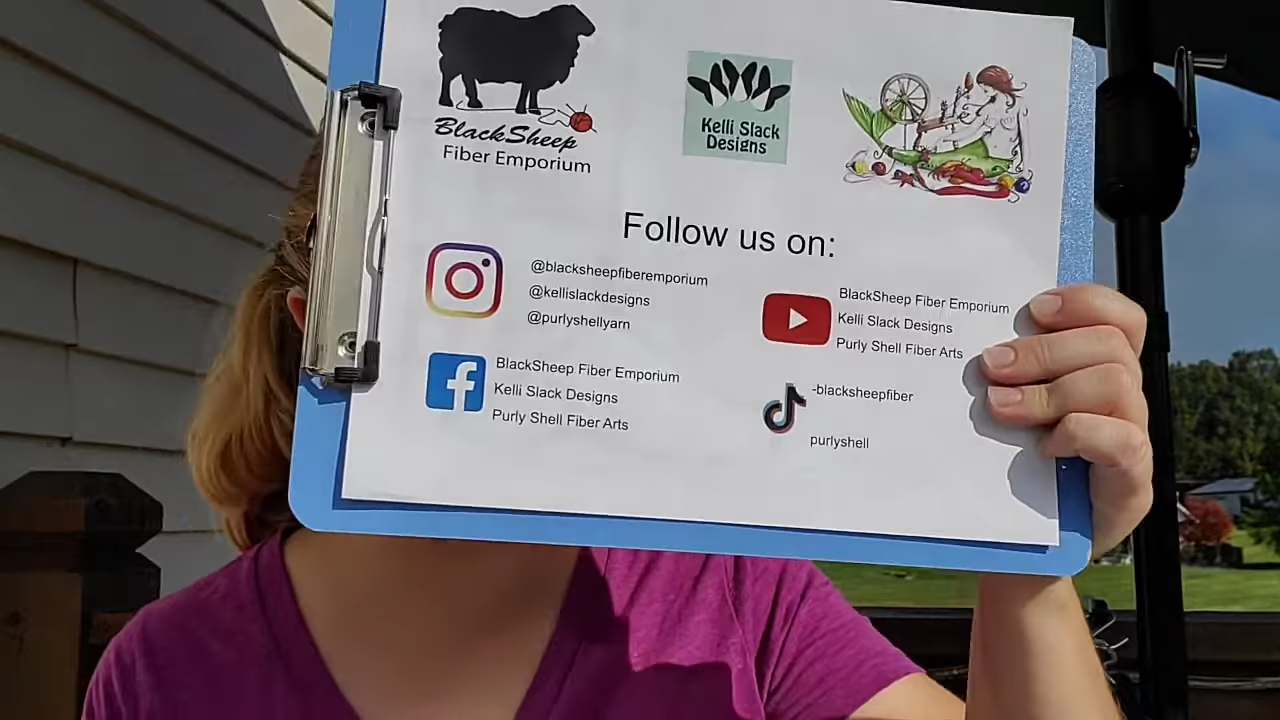 BlackSheep
Fiber Emporium
Kelli Slack
Designs
Follow us on:
@blacksheepfiberemporium
@kellislackdesigns
@purlyshellyarn
BlackSheep Fiber Emporium
Kelli Slack Designs
Purly Shell Fiber Arts
BlackSheep Fiber Emporium
Kelli Slack Designs
Purly Shell Fiber Arts
-blacksheepfiber
purlyshell